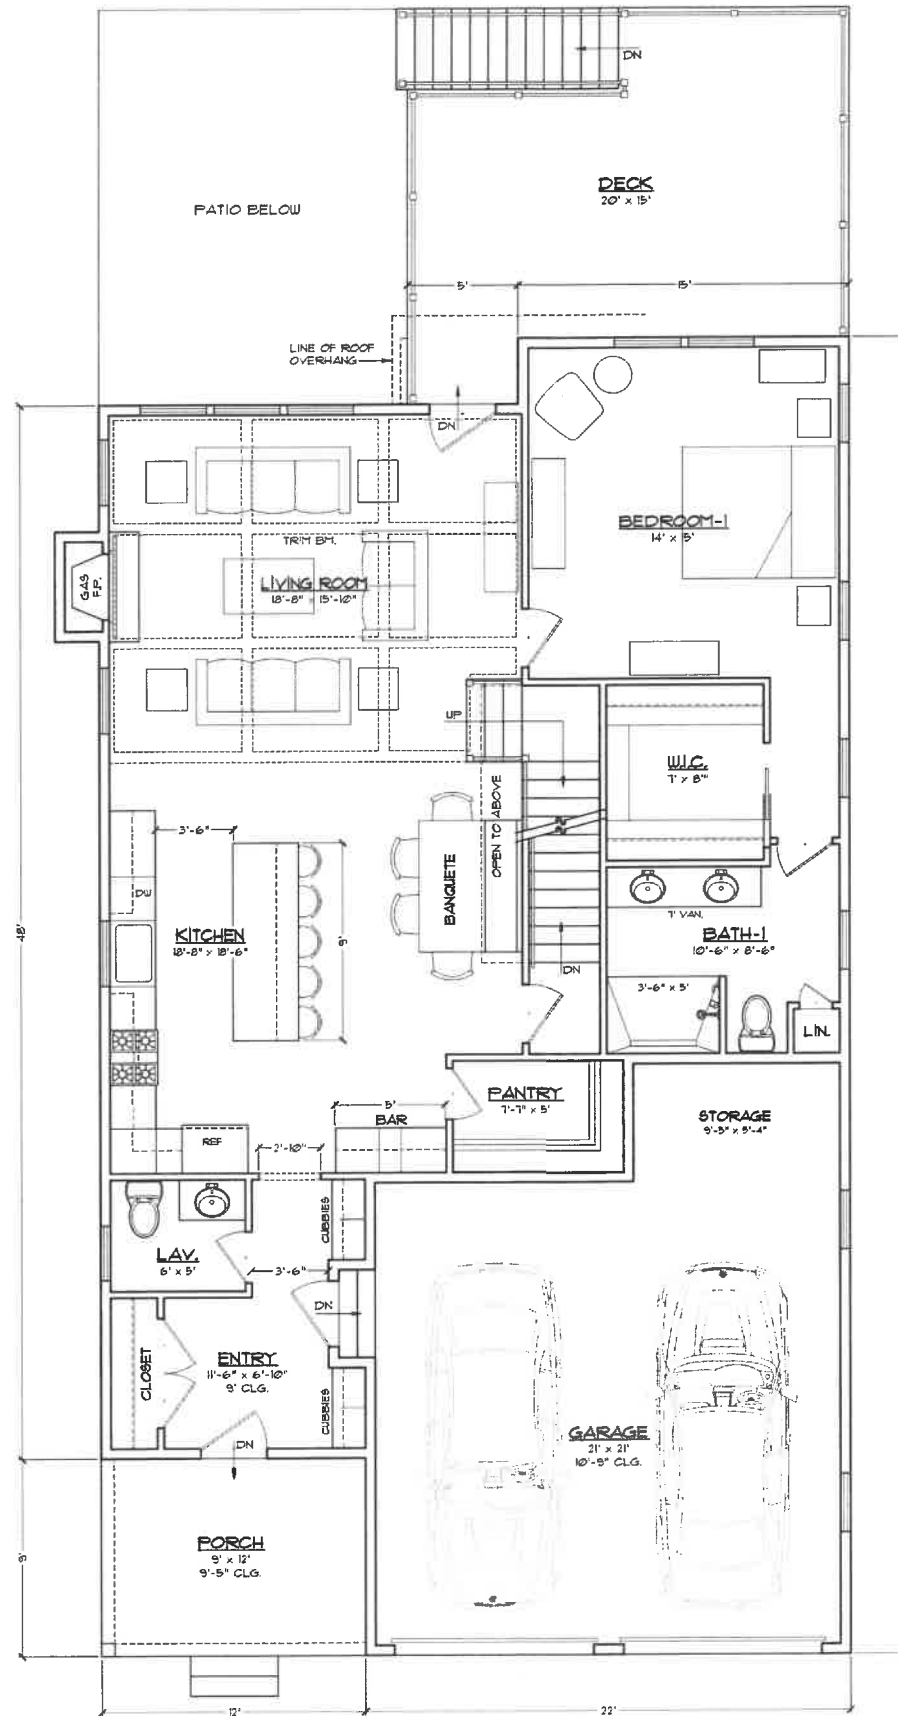 DN
DECK
20' x 15'
PATIO BELOW
5'
15'
LINE OF ROOF
OVERHANG
DN
BEDROOM-1
14' x 15'
TRIM BM.
GAS
F.P.
LIVING ROOM
18'-8" x 15'-10"
UP
W.I.C.
7' x 8'"
OPEN TO ABOVE
3'-6"
BANQUETE
DW
KITCHEN
18'-8" x 18'-6"
9'
48'
7' VAN.
BATH-1
10'-6" x 8'-6"
DN
3'-6" x 5'
LIN.
PANTRY
7'-7" x 5'
5'
BAR
STORAGE
9'-5" x 5'-4"
REF
2'-10"
CUBBIES
LAV.
6' x 5'
3'-6"
DN
ENTRY
11'-6" x 6'-10"
9' CLG.
CLOSET
CUBBIES
DN
GARAGE
21' x 21'
10'-9" CLG.
PORCH
9' x 12'
9'-5" CLG.
9'
12'
22'